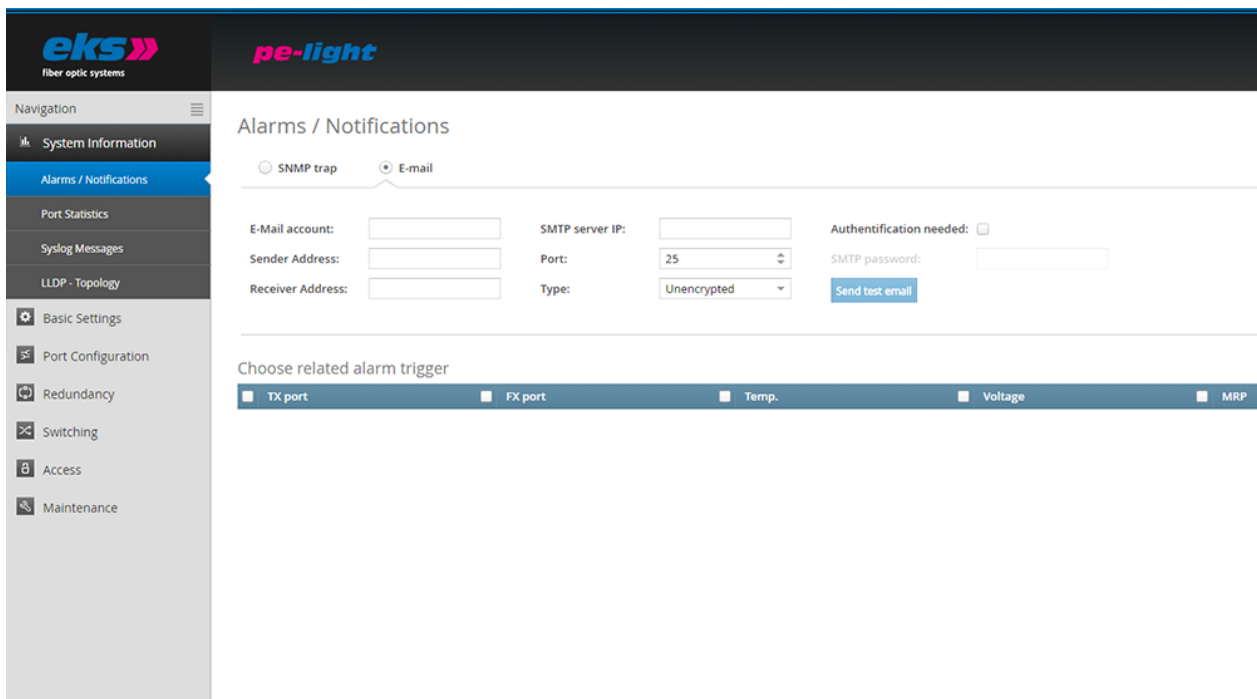 eks
fiber optic systems
pe-light
Navigation
System Information
Alarms / Notifications
Port Statistics
Syslog Messages
LLDP - Topology
Basic Settings
Port Configuration
Redundancy
Switching
Access
Maintenance
Alarms / Notifications
SNMP trap E-mail
E-Mail account: SMTP server IP: Authentification needed:
Sender Address: Port: 25 SMTP password:
Receiver Address: Type: Unencrypted Send test email
Choose related alarm trigger
TX port FX port Temp. Voltage MRP